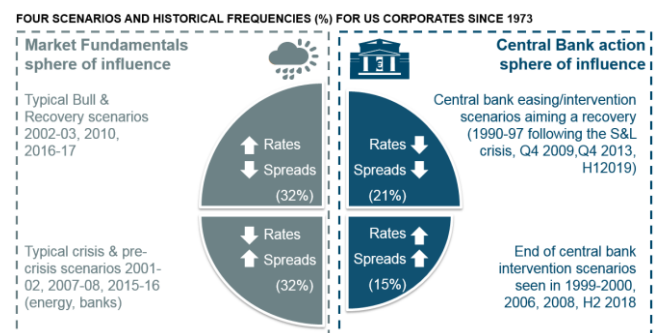 FOUR SCENARIOS AND HISTORICAL FREQUENCIES (%) FOR US CORPORATES SINCE 1973
Market Fundamentals
sphere of influence
Typical Bull &
Recovery scenarios
2002-03, 2010,
2016-17
Rates
Spreads
(32%)
Typical crisis & pre-
crisis scenarios 2001-
02, 2007-08, 2015-16
(energy, banks)
Rates
Spreads
(32%)
Central Bank action
sphere of influence
Rates
Spreads
(21%)
Central bank easing/intervention
scenarios aiming a recovery
(1990-97 following the S&L
crisis, Q4 2009,Q4 2013,
H12019)
Rates
Spreads
(15%)
End of central bank
intervention scenarios
seen in 1999-2000,
2006, 2008, H2 2018